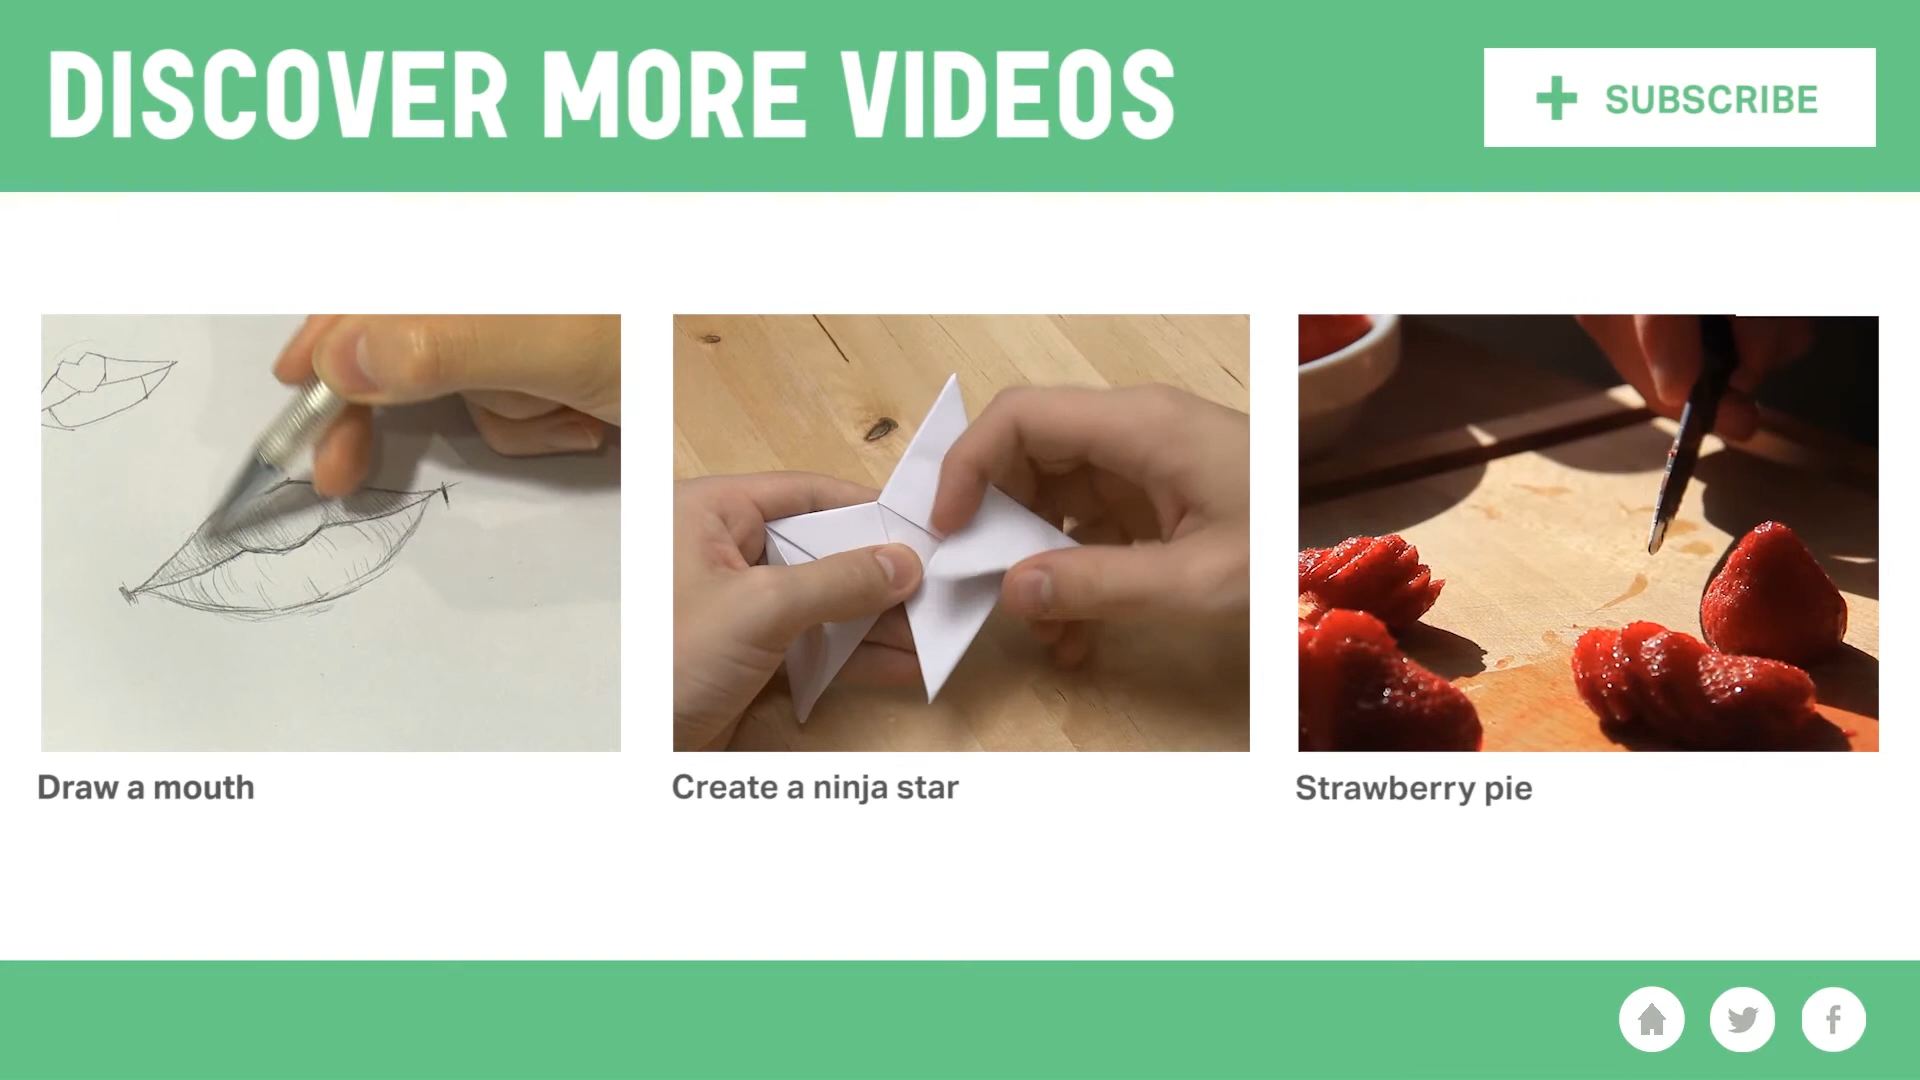 DISCOVER MORE VIDEOS
SUBSCRIBE
Draw a mouth
Create a ninja star
Strawberry pie